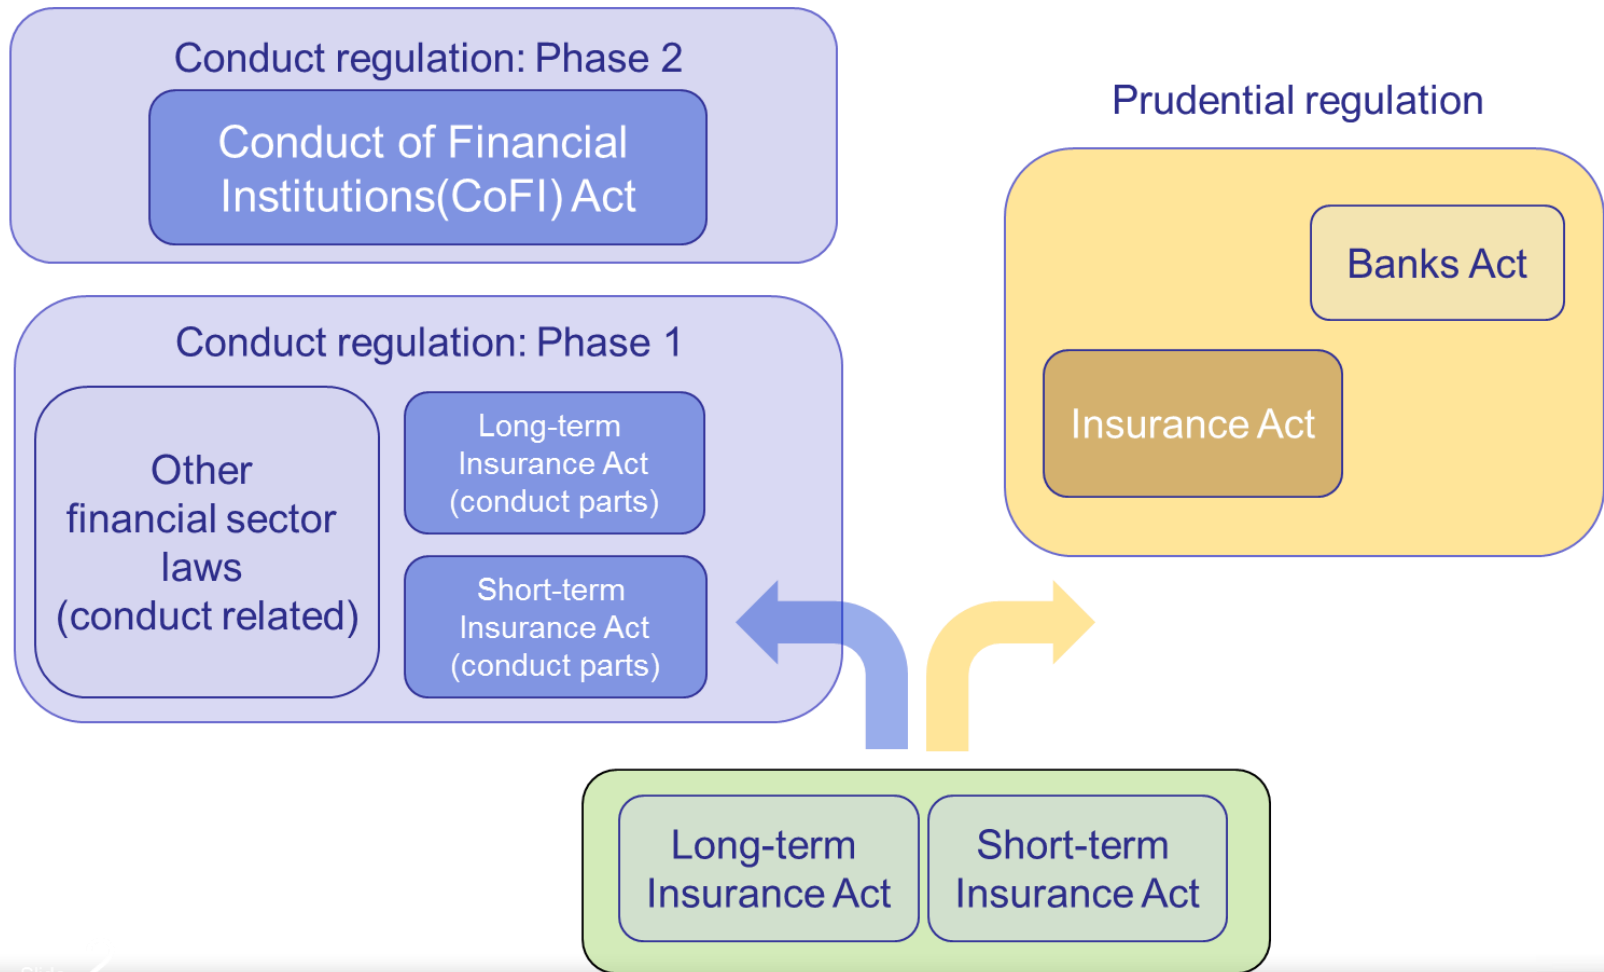 Conduct regulation: Phase 2
Conduct of Financial
Institutions(CoFI) Act
Prudential regulation
Banks Act
Insurance Act
Conduct regulation: Phase 1
Other
financial sector
laws
(conduct related)
Long-term
Insurance Act
(conduct parts)
Short-term
Insurance Act
(conduct parts)
Long-term
Insurance Act
Short-term
Insurance Act